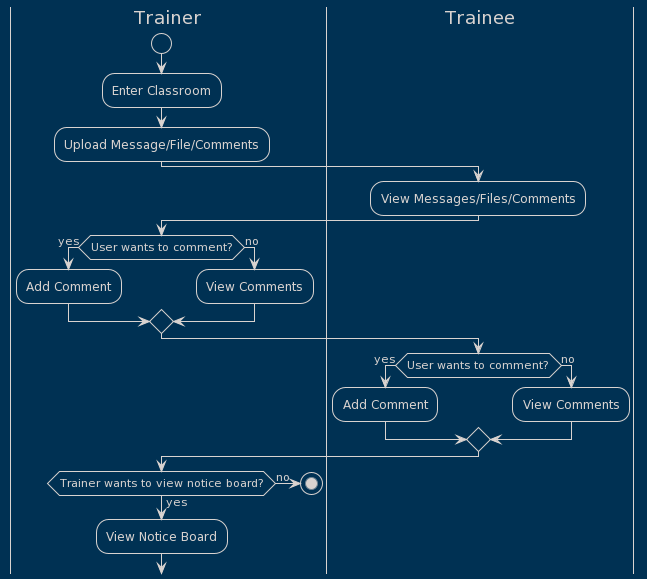 Trainer
Trainee
Enter Classroom
Upload Message/File/Comments
View Messages/Files/Comments
yes
User wants to comment?
no
Add Comment
View Comments
yes
User wants to comment?
no
Add Comment
View Comments
Trainer wants to view notice board?
no
yes
View Notice Board